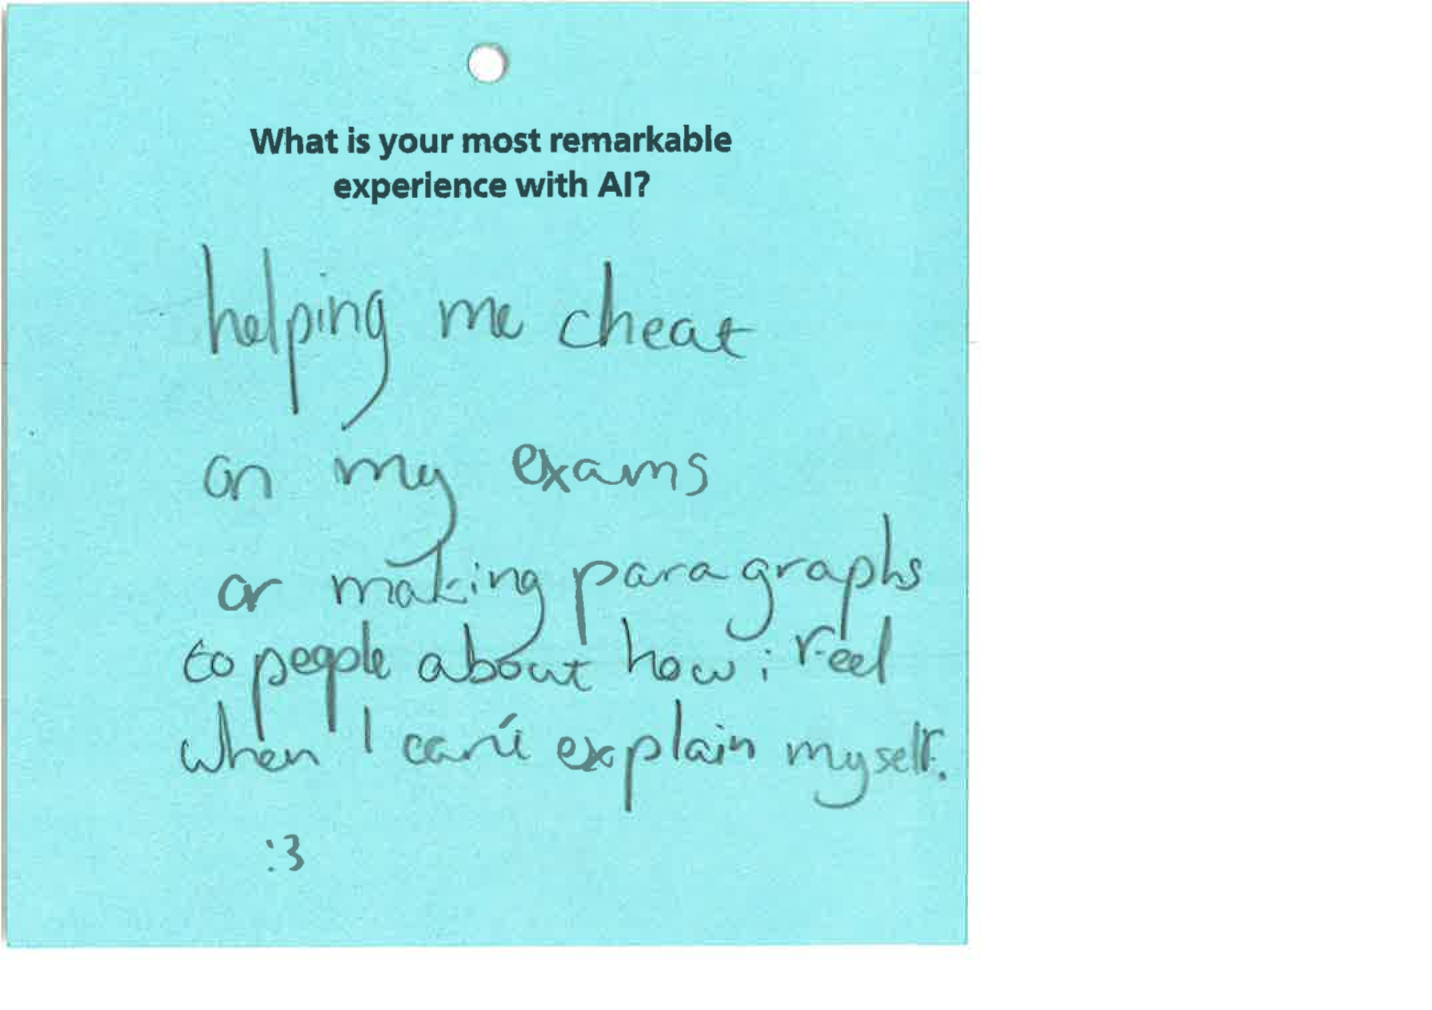 What is your most remarkable
experience with AI?
helping me cheat
on my exams
or making paragraphs
to people about how i feel
when I can't explain myself.
:3